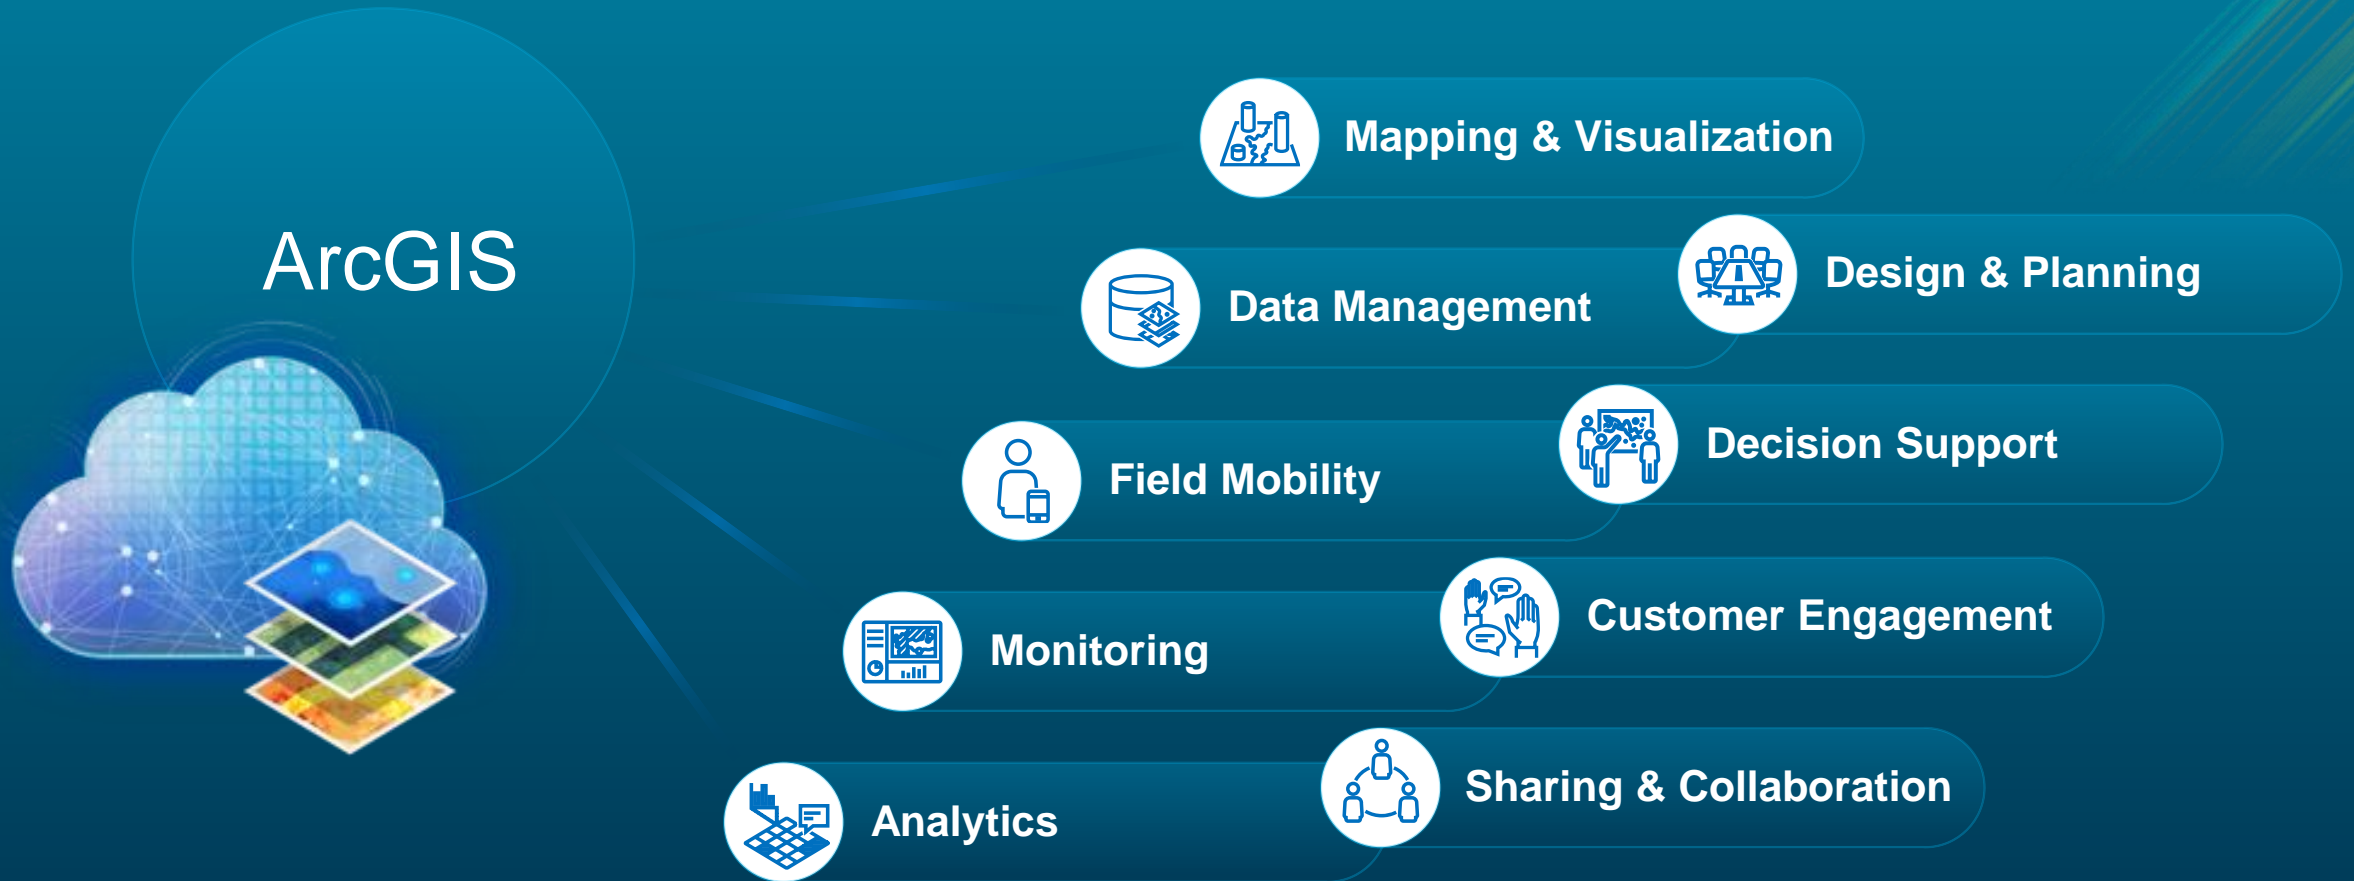 ArcGIS
Mapping & Visualization
Data Management
Design & Planning
Field Mobility
Decision Support
Monitoring
Customer Engagement
Analytics
Sharing & Collaboration